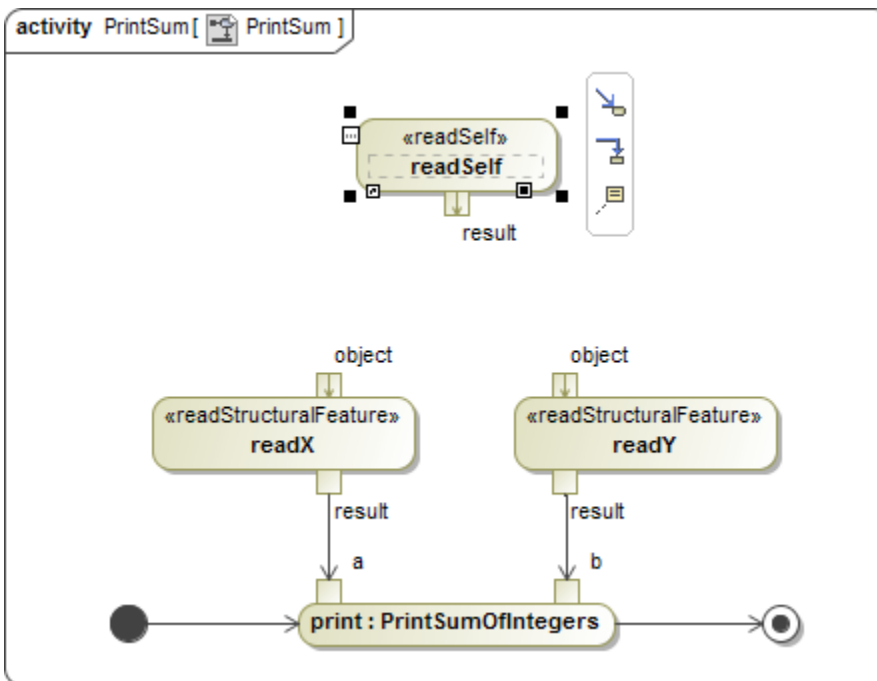 activity PrintSum[ PrintSum ]
«readSelf»
readSelf
result
object
object
«readStructuralFeature»
readX
«readStructuralFeature»
readY
result
result
a
b
print : PrintSumOfIntegers